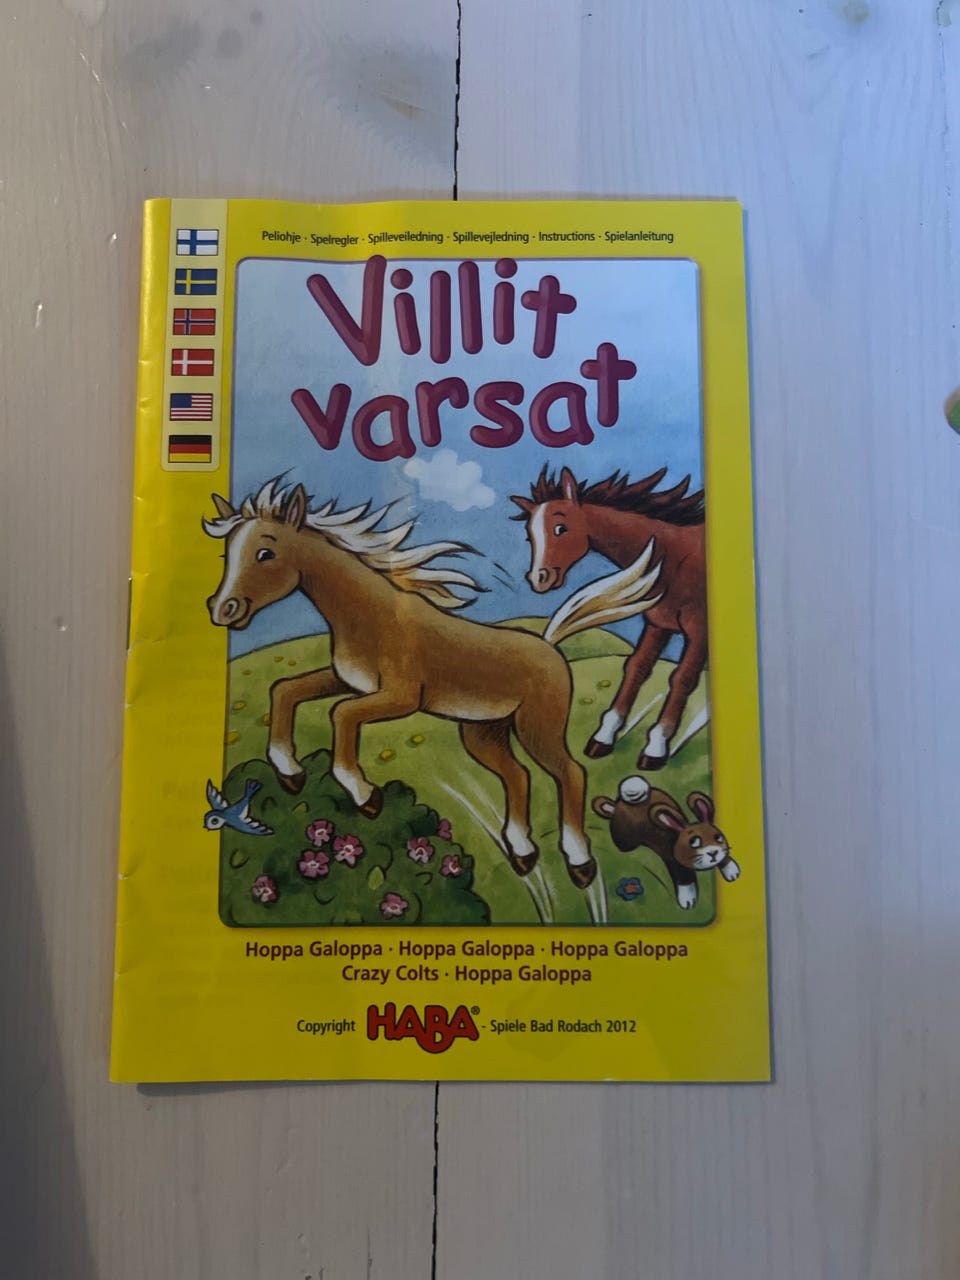 Peliohje · Spelregler · Spilleveiledning · Spillevejledning · Instructions · Spielanleitung
Villit
varsat
Hoppa Galoppa · Hoppa Galoppa · Hoppa Galoppa
Crazy Colts · Hoppa Galoppa
Copyright HABA® - Spiele Bad Rodach 2012